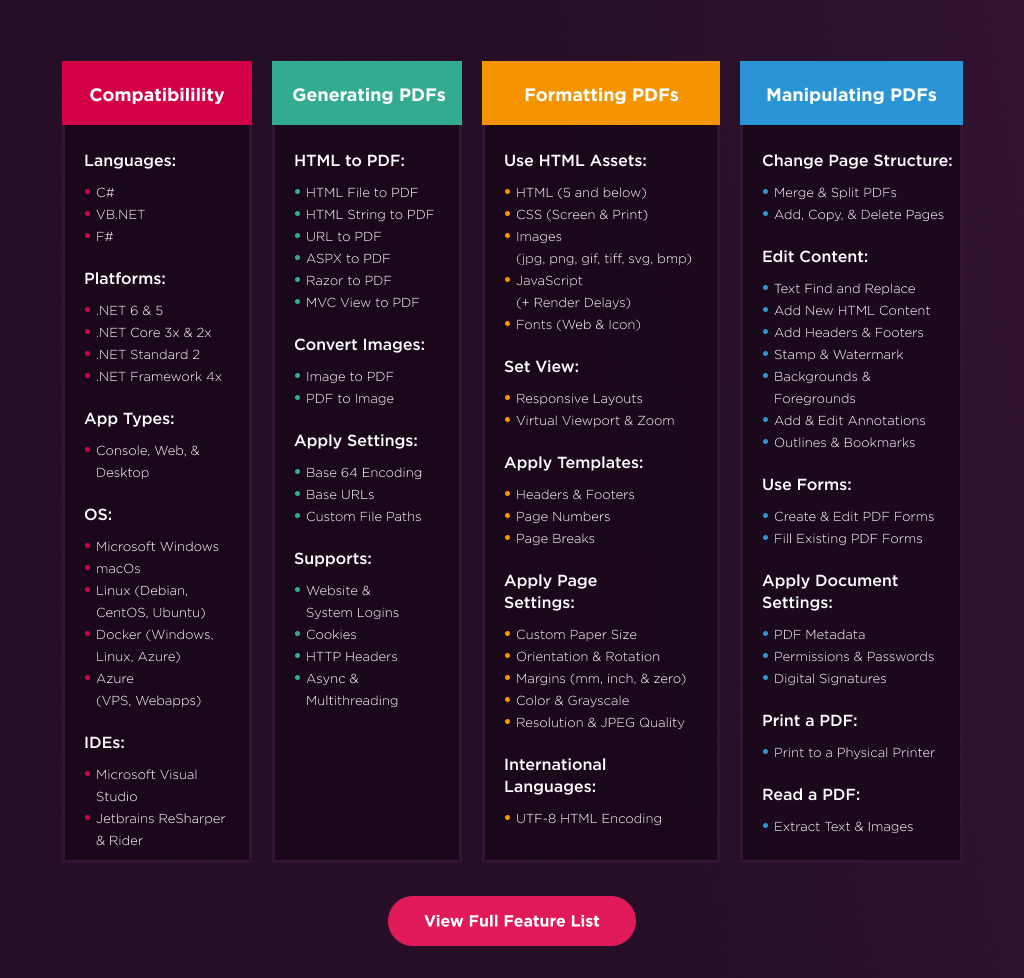 Compatibilility
Languages:
C#
VB.NET
F#
Platforms:
.NET 6 & 5
.NET Core 3x & 2x
.NET Standard 2
.NET Framework 4x
App Types:
Console, Web, &
Desktop
OS:
Microsoft Windows
macOs
Linux (Debian,
CentOS, Ubuntu)
Docker (Windows,
Linux, Azure)
Azure
(VPS, Webapps)
IDEs:
Microsoft Visual
Studio
Jetbrains ReSharper
& Rider
Generating PDFs
HTML to PDF:
HTML File to PDF
HTML String to PDF
URL to PDF
ASPX to PDF
Razor to PDF
MVC View to PDF
Convert Images:
Image to PDF
PDF to Image
Apply Settings:
Base 64 Encoding
Base URLs
Custom File Paths
Supports:
Website &
System Logins
Cookies
HTTP Headers
Async &
Multithreading
Formatting PDFs
Use HTML Assets:
HTML (5 and below)
CSS (Screen & Print)
Images
(jpg, png, gif, tiff, svg, bmp)
JavaScript
(+ Render Delays)
Fonts (Web & Icon)
Set View:
Responsive Layouts
Virtual Viewport & Zoom
Apply Templates:
Headers & Footers
Page Numbers
Page Breaks
Apply Page
Settings:
Custom Paper Size
Orientation & Rotation
Margins (mm, inch, & zero)
Color & Grayscale
Resolution & JPEG Quality
International
Languages:
UTF-8 HTML Encoding
Manipulating PDFs
Change Page Structure:
Merge & Split PDFs
Add, Copy, & Delete Pages
Edit Content:
Text Find and Replace
Add New HTML Content
Add Headers & Footers
Stamp & Watermark
Backgrounds &
Foregrounds
Add & Edit Annotations
Outlines & Bookmarks
Use Forms:
Create & Edit PDF Forms
Fill Existing PDF Forms
Apply Document
Settings:
PDF Metadata
Permissions & Passwords
Digital Signatures
Print a PDF:
Print to a Physical Printer
Read a PDF:
Extract Text & Images
View Full Feature List